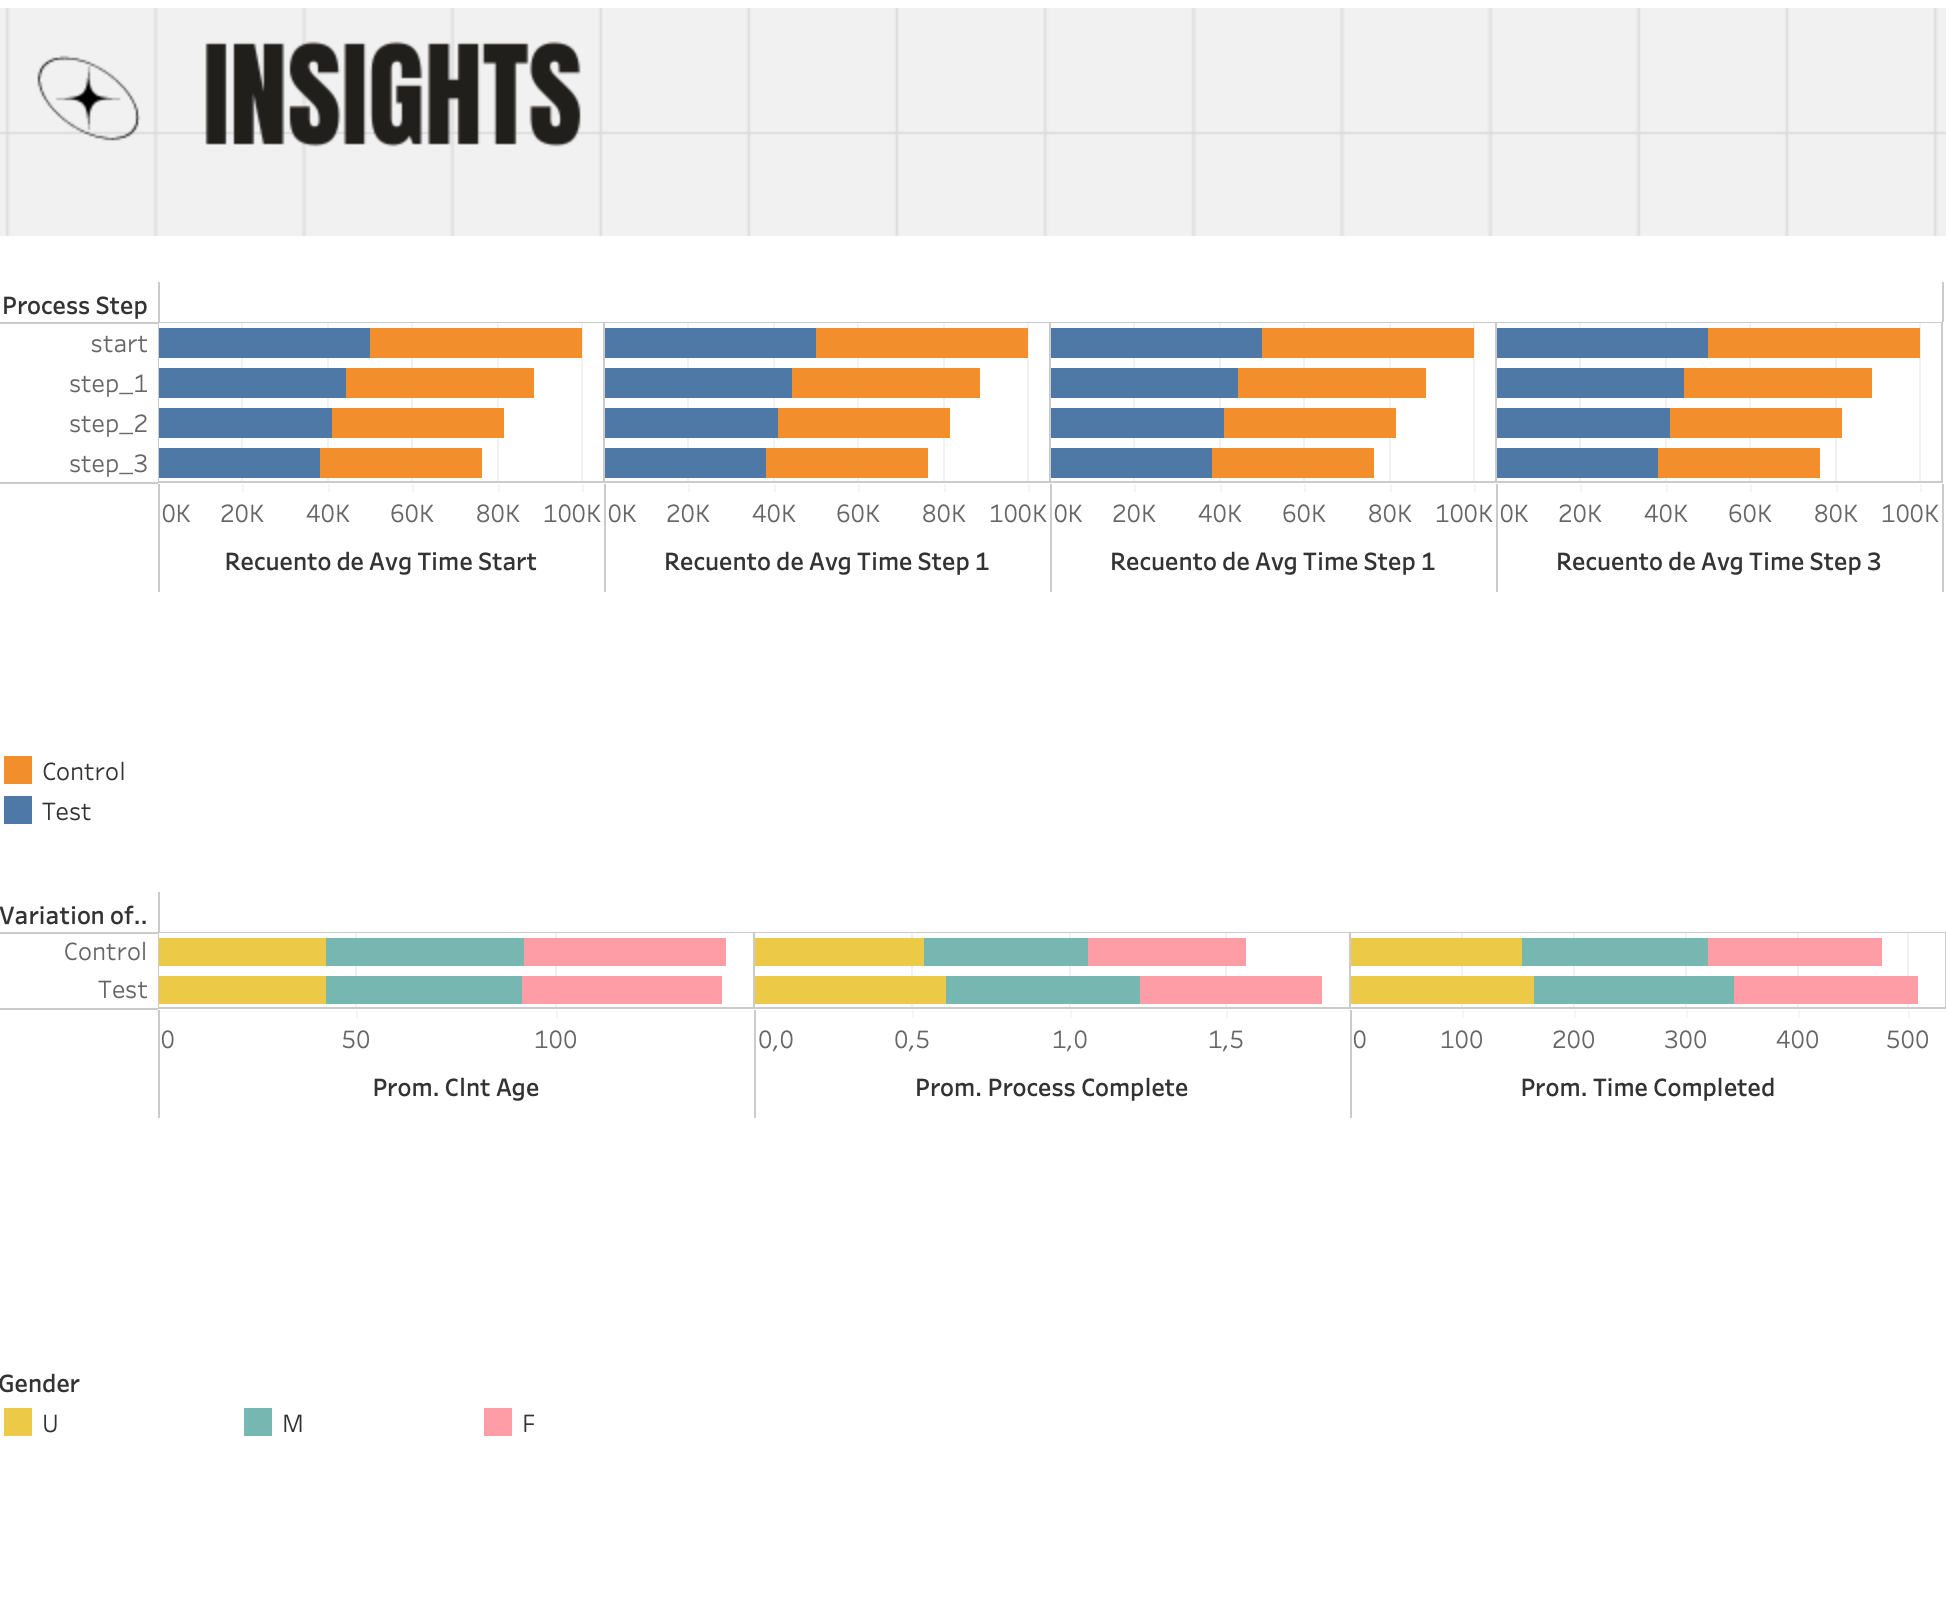 INSIGHTS
Process Step
start
step_1
step_2
step_3
0K 20K 40K 60K 80K 100K 0K 20K 40K 60K 80K 100K 0K 20K 40K 60K 80K 100K 0K 20K 40K 60K 80K 100K
Recuento de Avg Time Start Recuento de Avg Time Step 1 Recuento de Avg Time Step 1 Recuento de Avg Time Step 3
Control
Test
Variation of..
Control
Test
0 50 100 0,0 0,5 1,0 1,5 0 100 200 300 400 500
Prom. Clnt Age Prom. Process Complete Prom. Time Completed
Gender
U M F